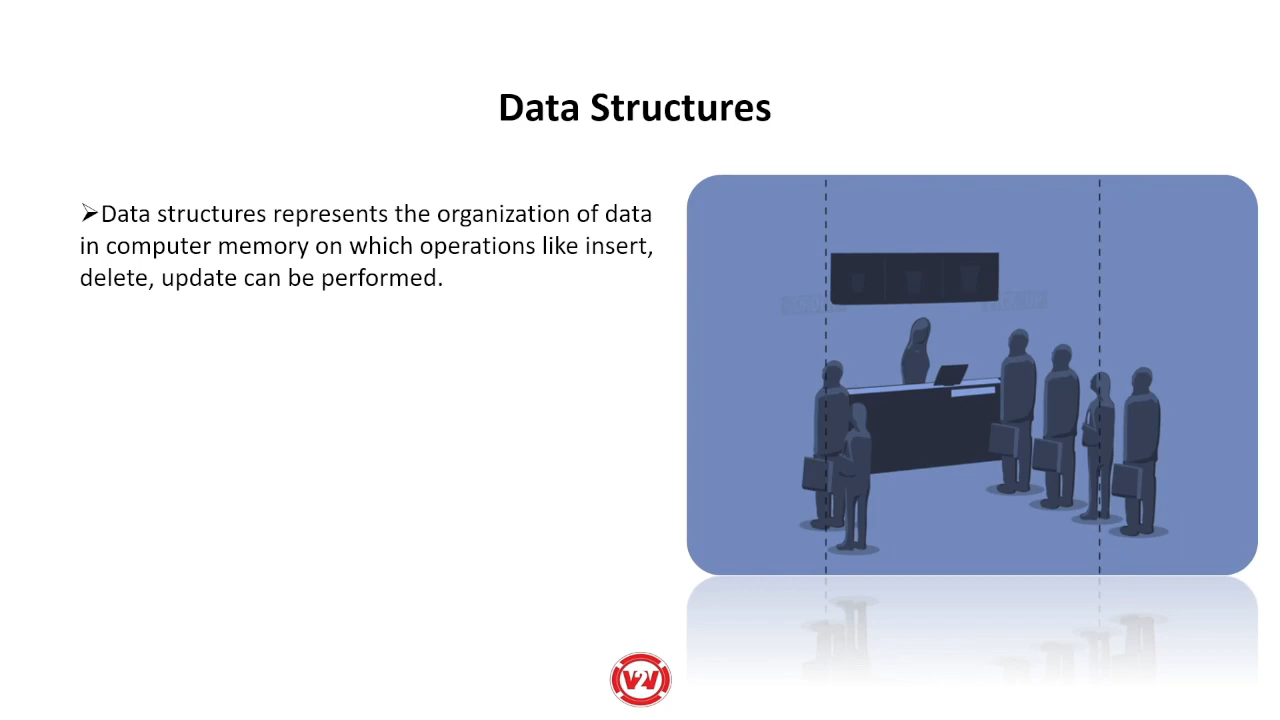 Data Structures
➢Data structures represents the organization of data
in computer memory on which operations like insert,
delete, update can be performed.
V2V